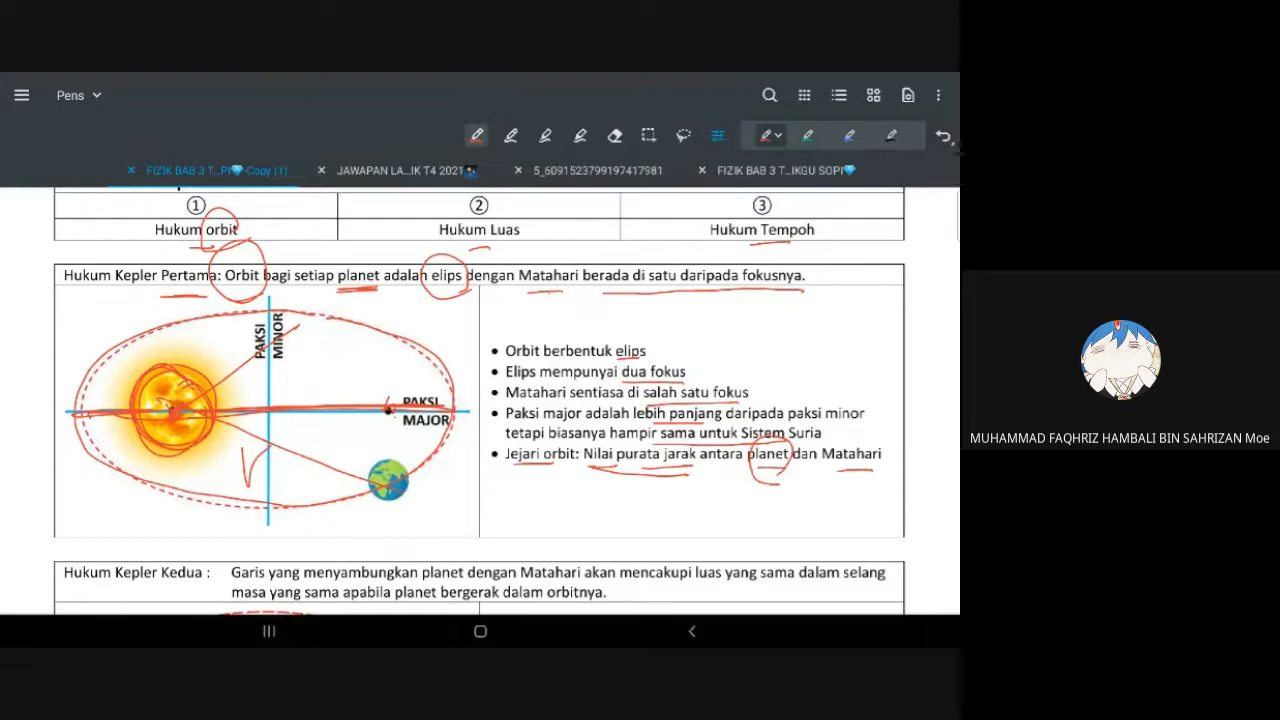 Pens
FIZIK BAB 3 T...PI💎-Copy (1)
JAWAPAN LA...IK T4 2021
5_6091523799197417981
FIZIK BAB 3 T...IKGU SOPI💎
① ② ③
Hukum orbit Hukum Luas Hukum Tempoh
Hukum Kepler Pertama: Orbit bagi setiap planet adalah elips dengan Matahari berada di satu daripada fokusnya.
PAKSI
MINOR
PAKSI
MAJOR
• Orbit berbentuk elips
• Elips mempunyai dua fokus
• Matahari sentiasa di salah satu fokus
• Paksi major adalah lebih panjang daripada paksi minor
tetapi biasanya hampir sama untuk Sistem Suria
• Jejari orbit: Nilai purata jarak antara planet dan Matahari
MUHAMMAD FAQHRIZ HAMBALI BIN SAHRIZAN Moe
Hukum Kepler Kedua : Garis yang menyambungkan planet dengan Matahari akan mencakupi luas yang sama dalam selang
masa yang sama apabila planet bergerak dalam orbitnya.